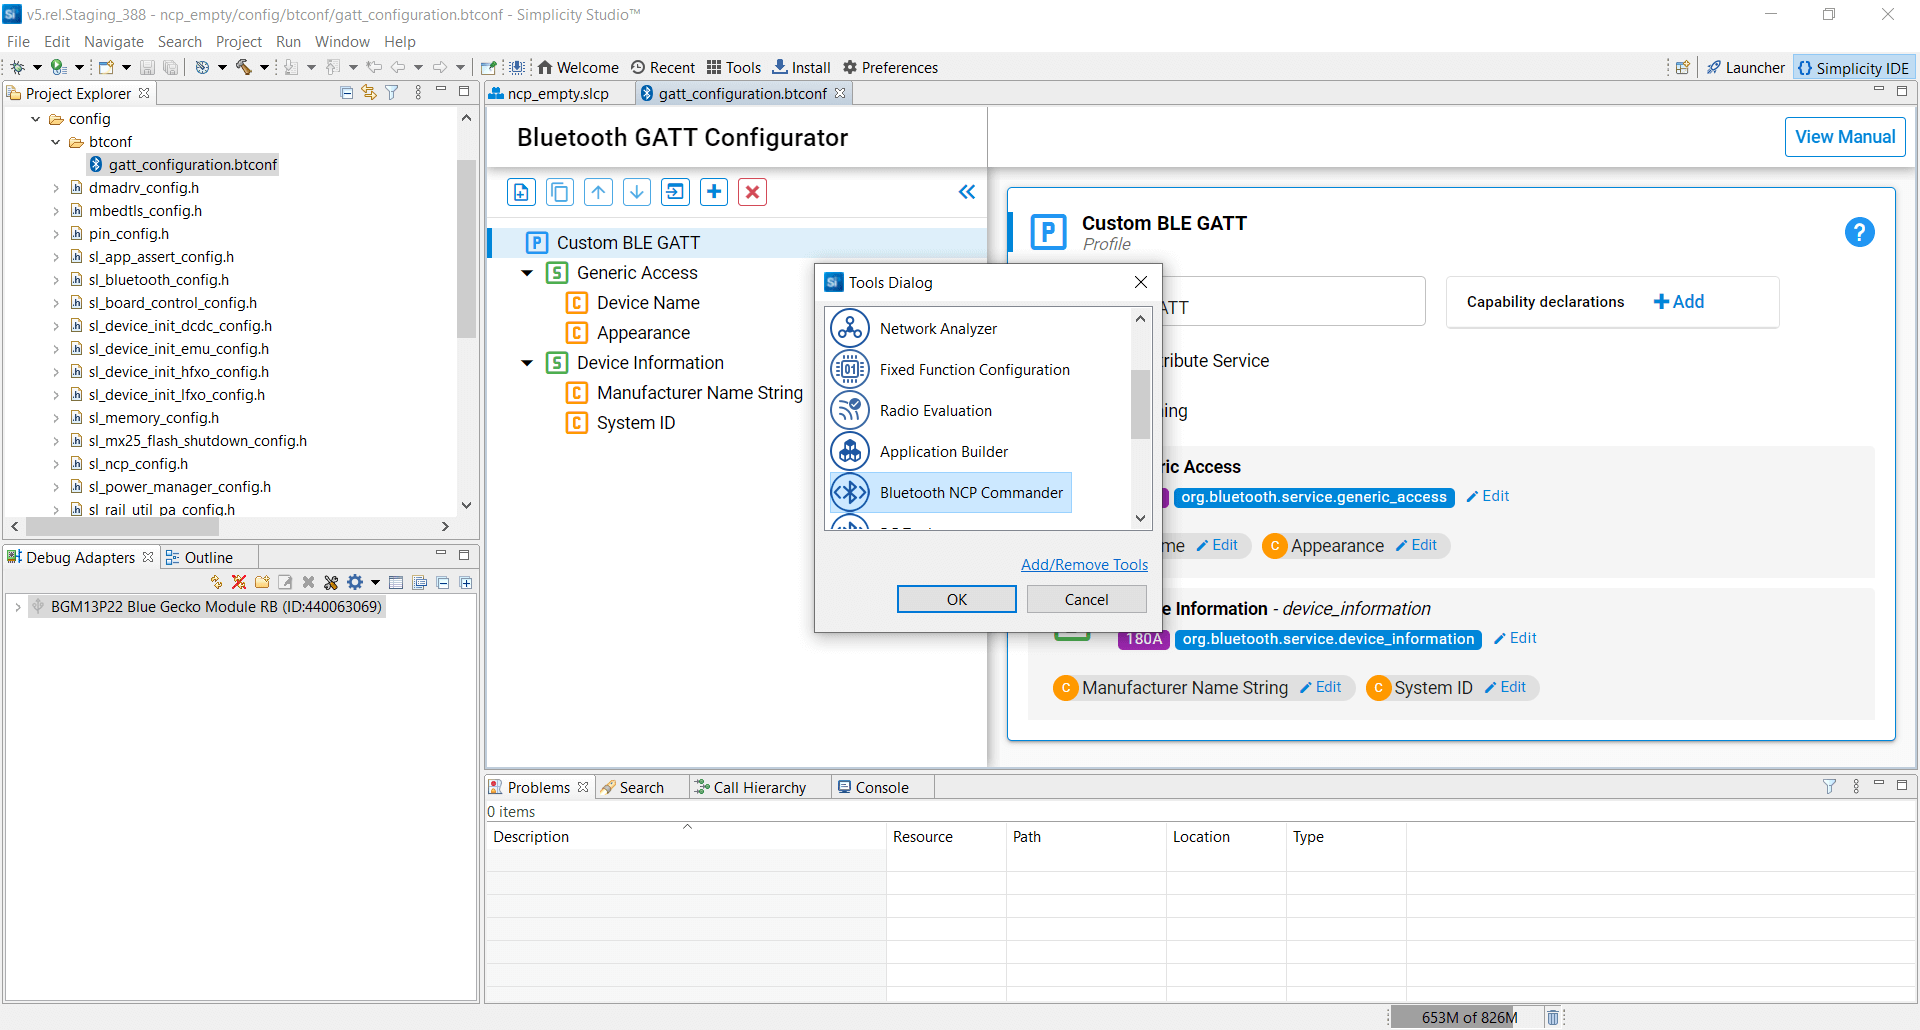 v5.rel.Staging_388 - ncp_empty/config/btconf/gatt_configuration.btconf - Simplicity Studio™
File Edit Navigate Search Project Run Window Help
Welcome Recent Tools Install Preferences Launcher {} Simplicity IDE
Project Explorer
config
btconf
gatt_configuration.btconf
dmadrv_config.h
mbedtls_config.h
pin_config.h
sl_app_assert_config.h
sl_bluetooth_config.h
sl_board_control_config.h
sl_device_init_dcdc_config.h
sl_device_init_emu_config.h
sl_device_init_hfxo_config.h
sl_device_init_lfxo_config.h
sl_memory_config.h
sl_mx25_flash_shutdown_config.h
sl_ncp_config.h
sl_power_manager_config.h
sl_rail_util_pa_config.h
Debug Adapters Outline
BGM13P22 Blue Gecko Module RB (ID:440063069)
ncp_empty.slcp gatt_configuration.btconf
Bluetooth GATT Configurator
View Manual
P Custom BLE GATT
S Generic Access
C Device Name
C Appearance
S Device Information
C Manufacturer Name String
C System ID
P Custom BLE GATT
Profile
?
ATT
Capability declarations Add
tribute Service
ing
ic Access
org.bluetooth.service.generic_access Edit
me Edit C Appearance Edit
e Information - device_information
180A org.bluetooth.service.device_information Edit
C Manufacturer Name String Edit C System ID Edit
Si Tools Dialog
Network Analyzer
Fixed Function Configuration
Radio Evaluation
Application Builder
Bluetooth NCP Commander
Add/Remove Tools
OK Cancel
Problems Search Call Hierarchy Console
0 items
Description Resource Path Location Type
653M of 826M